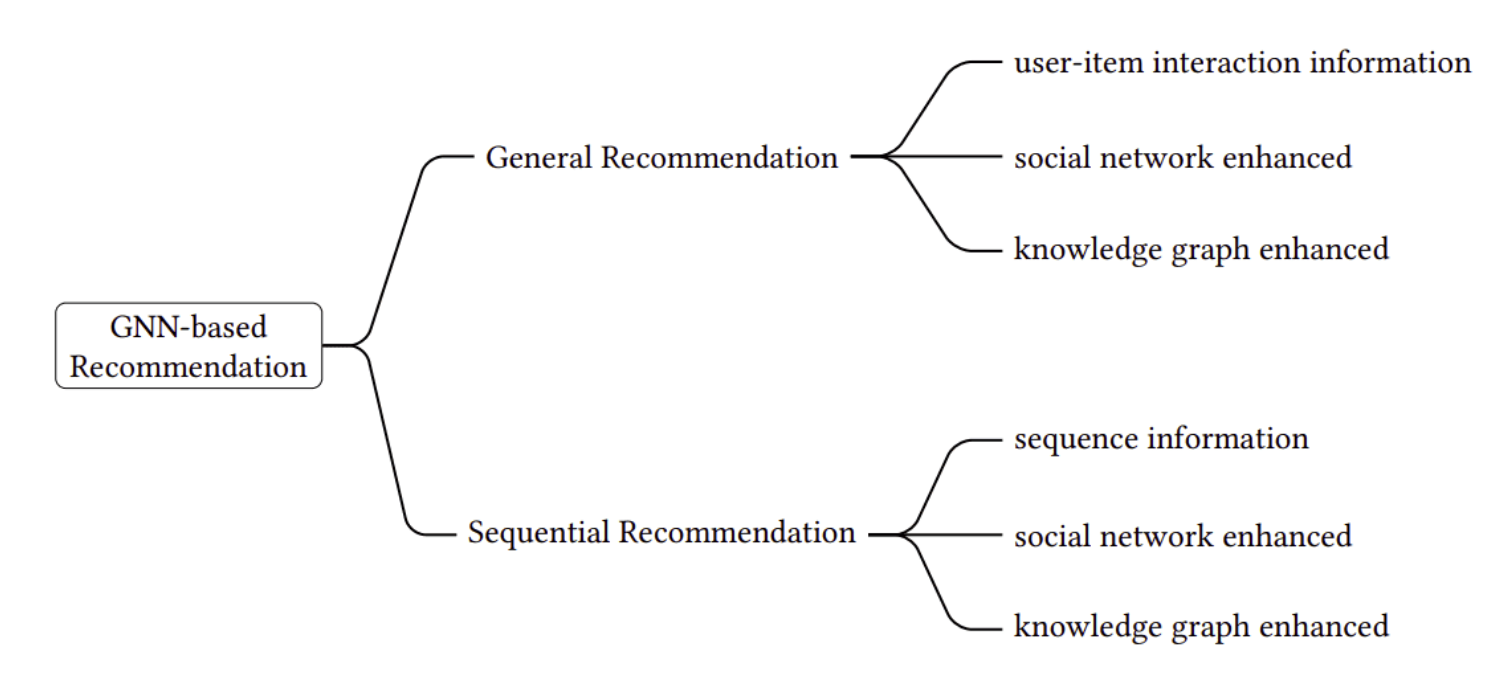 user-item interaction information
General Recommendation
social network enhanced
knowledge graph enhanced
GNN-based
Recommendation
sequence information
Sequential Recommendation
social network enhanced
knowledge graph enhanced